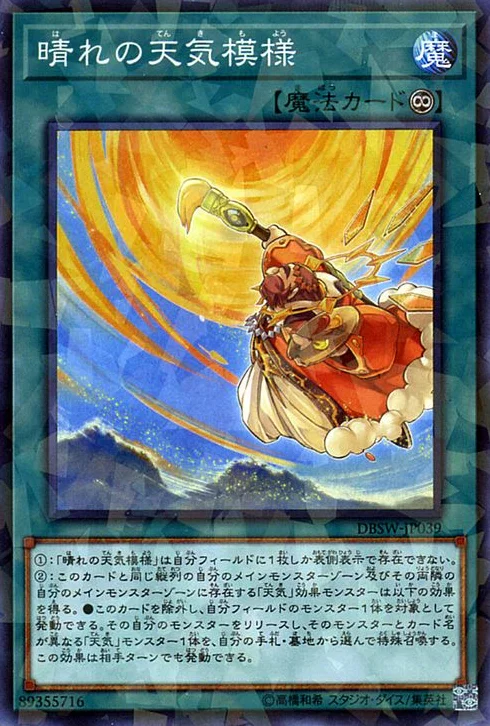 晴れの天気模様
魔
【魔法カード】
DBSW-JP039
①:「晴れの天気模様」は自分フィールドに１枚しか表側表示で存在できない。
②:このカードと同じ縦列の自分のメインモンスターゾーン及びその両隣の
自分のメインモンスターゾーンに存在する「天気」効果モンスターは以下の効果
を得る。●このカードを除外し、自分フィールドのモンスター１体を対象として
発動できる。その自分のモンスターをリリースし、そのモンスターとカード名
が異なる「天気」モンスター１体を、自分の手札・墓地から選んで特殊召喚する。
この効果は相手ターンでも発動できる。
89355716
©高橋和希 スタジオ・ダイス/集英社